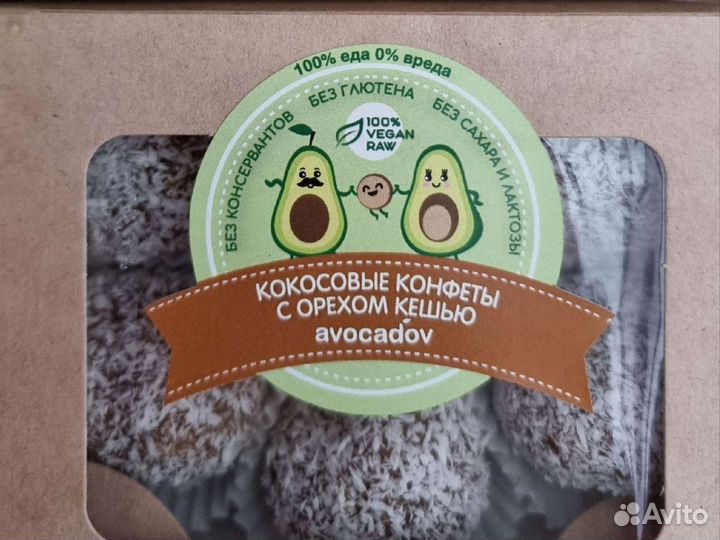 100% еда 0% вреда
БЕЗ КОНСЕРВАНТОВ
БЕЗ ГЛЮТЕНА
БЕЗ САХАРА И ЛАКТОЗЫ
100%
VEGAN
RAW
КОКОСОВЫЕ КОНФЕТЫ
С ОРЕХОМ КЕШЬЮ
avocadov
Avito